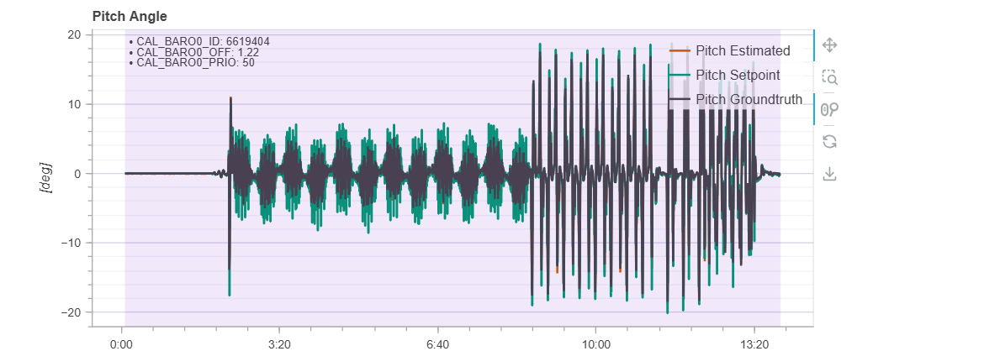 Pitch Angle
• CAL_BARO0_ID: 6619404
• CAL_BARO0_OFF: 1.22
• CAL_BARO0_PRIO: 50
Pitch Estimated
Pitch Setpoint
Pitch Groundtruth
[deg]
20
10
0
−10
−20
0:00
3:20
6:40
10:00
13:20